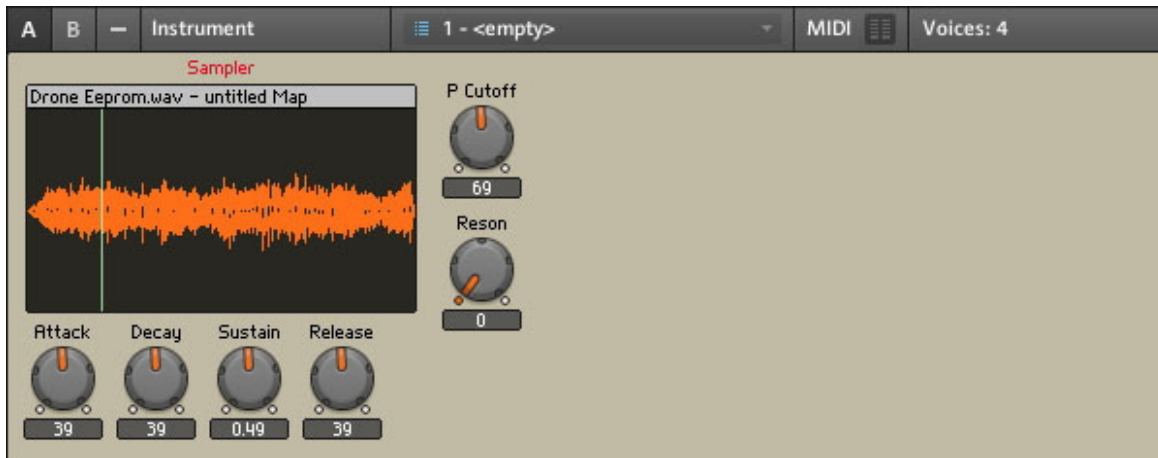 A B – Instrument 1 - <empty> MIDI Voices: 4
Sampler
Drone Eeprom.wav - untitled Map
P Cutoff
69
Reson
0
Attack Decay Sustain Release
39 39 0.49 39